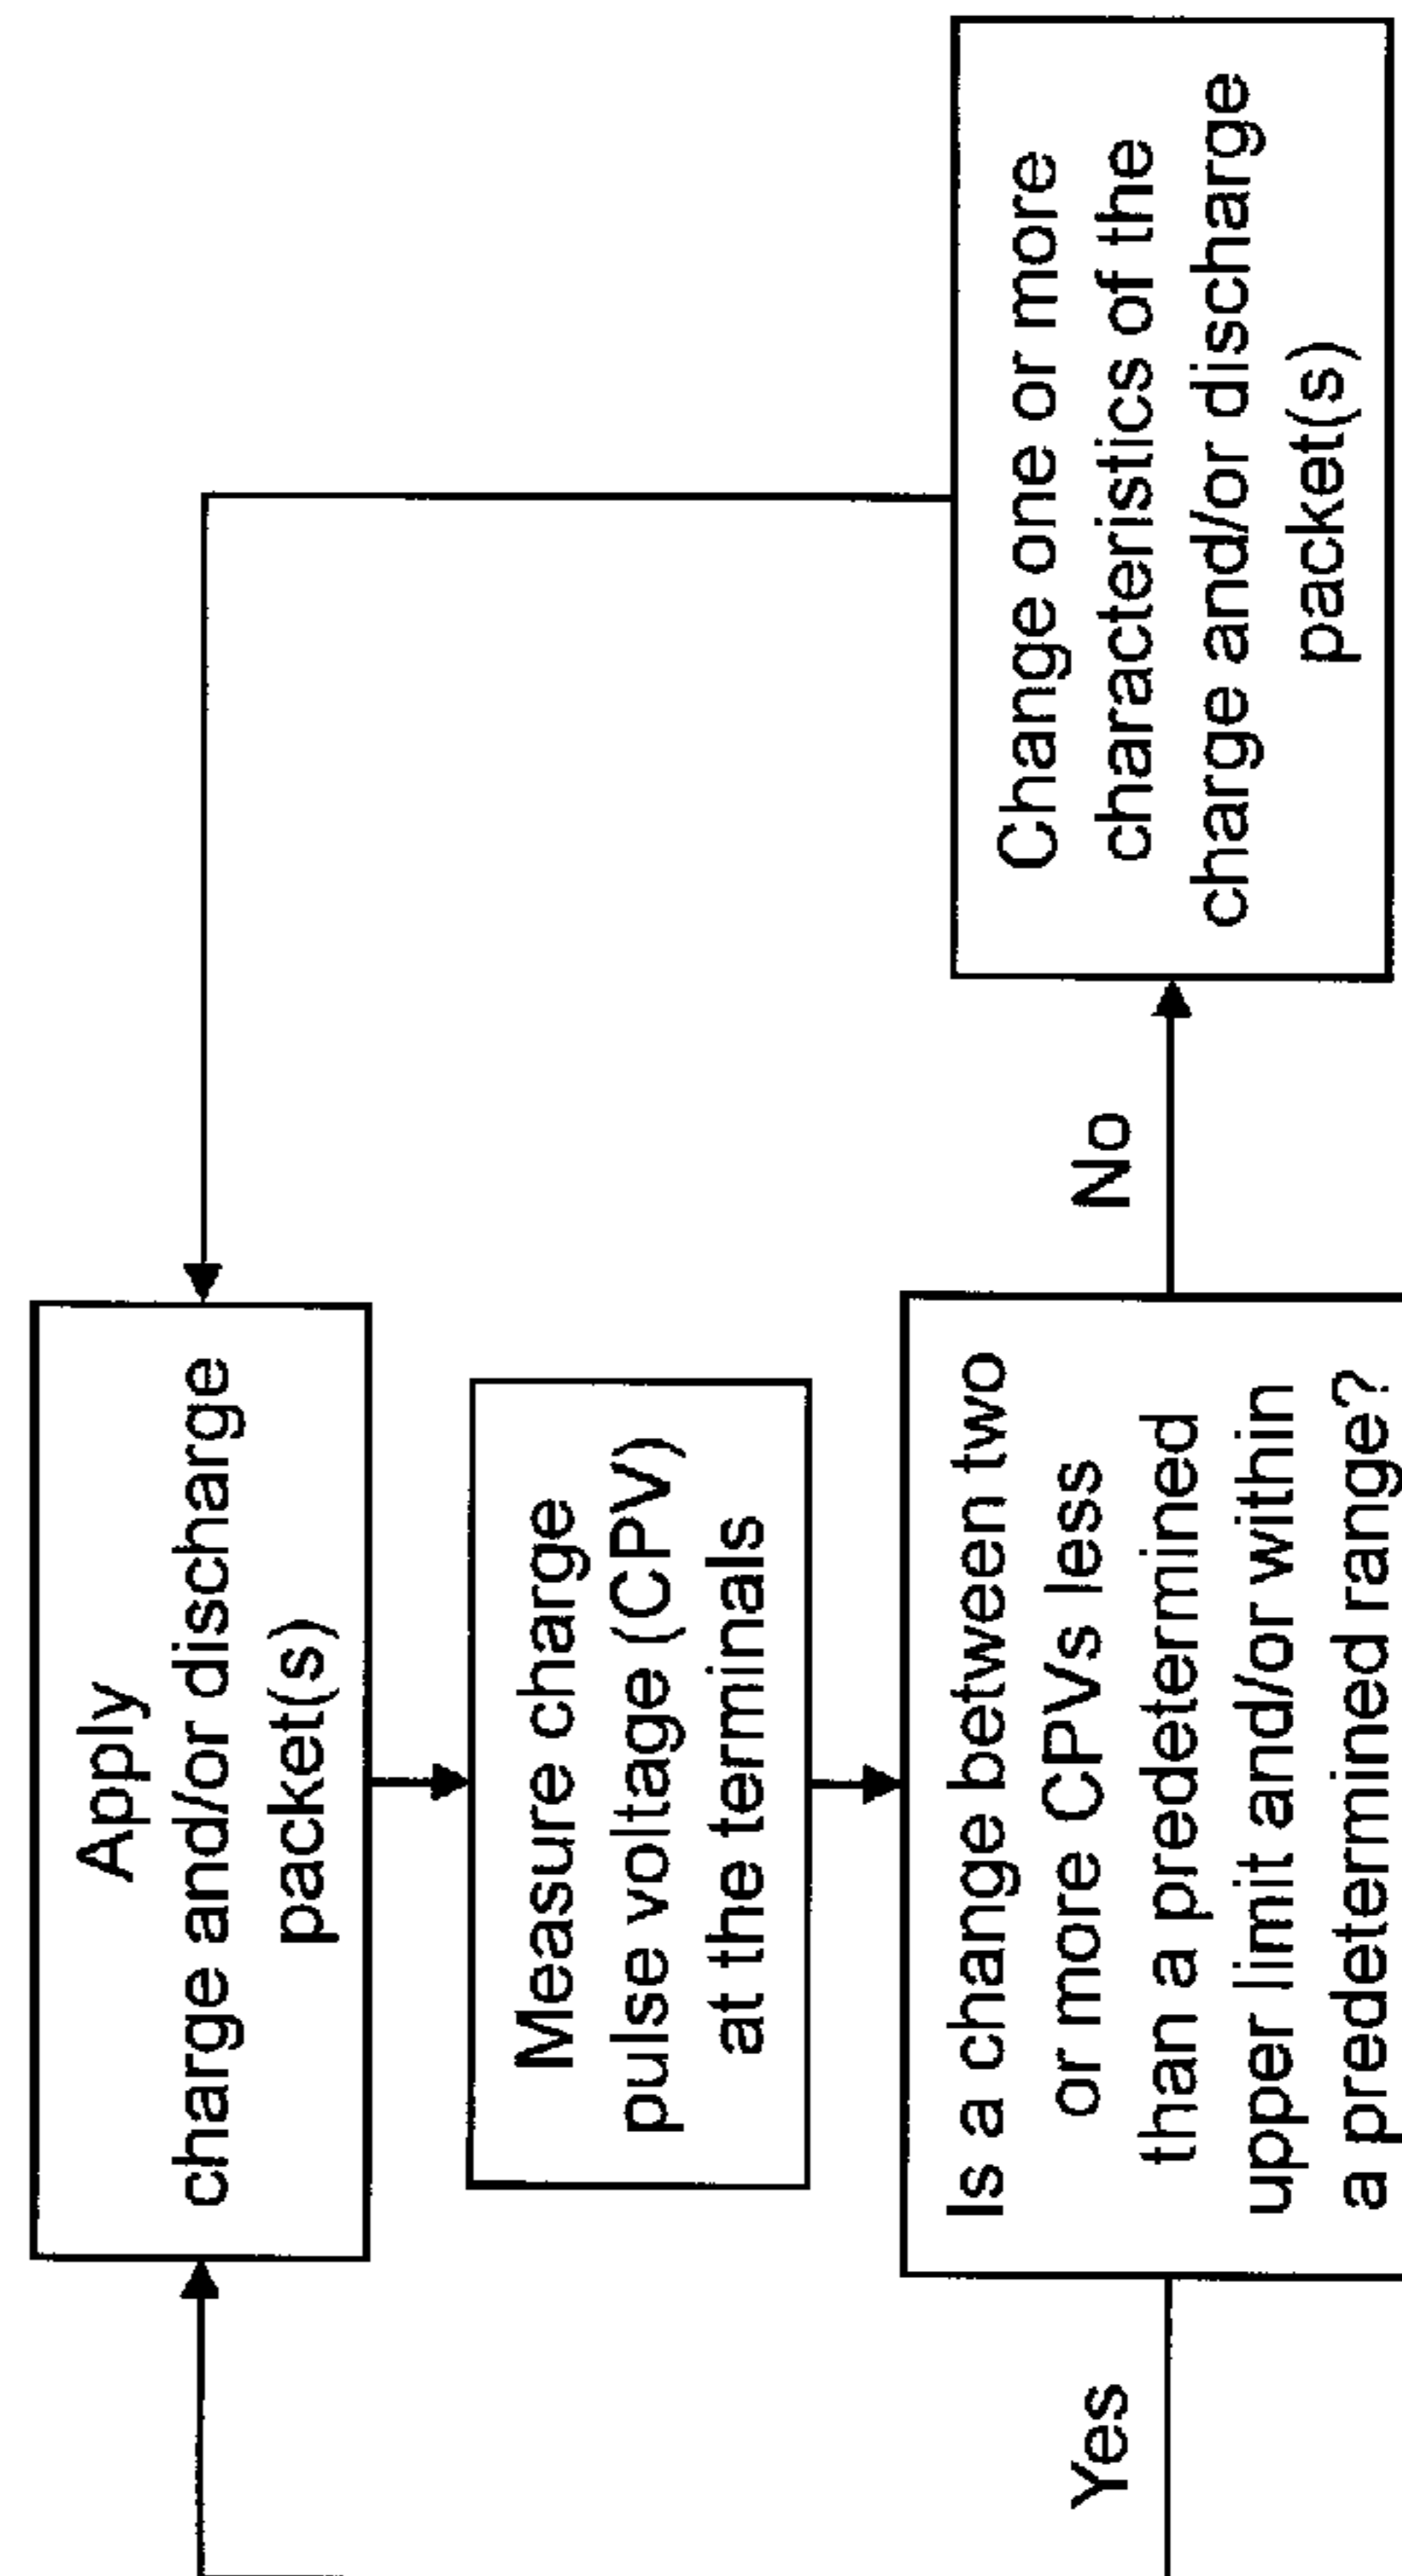 Apply
charge and/or discharge
packet(s)
Measure charge
pulse voltage (CPV)
at the terminals
Is a change between two
or more CPVs less
than a predetermined
upper limit and/or within
a predetermined range?
Yes
No
Change one or more
characteristics of the
charge and/or discharge
packet(s)